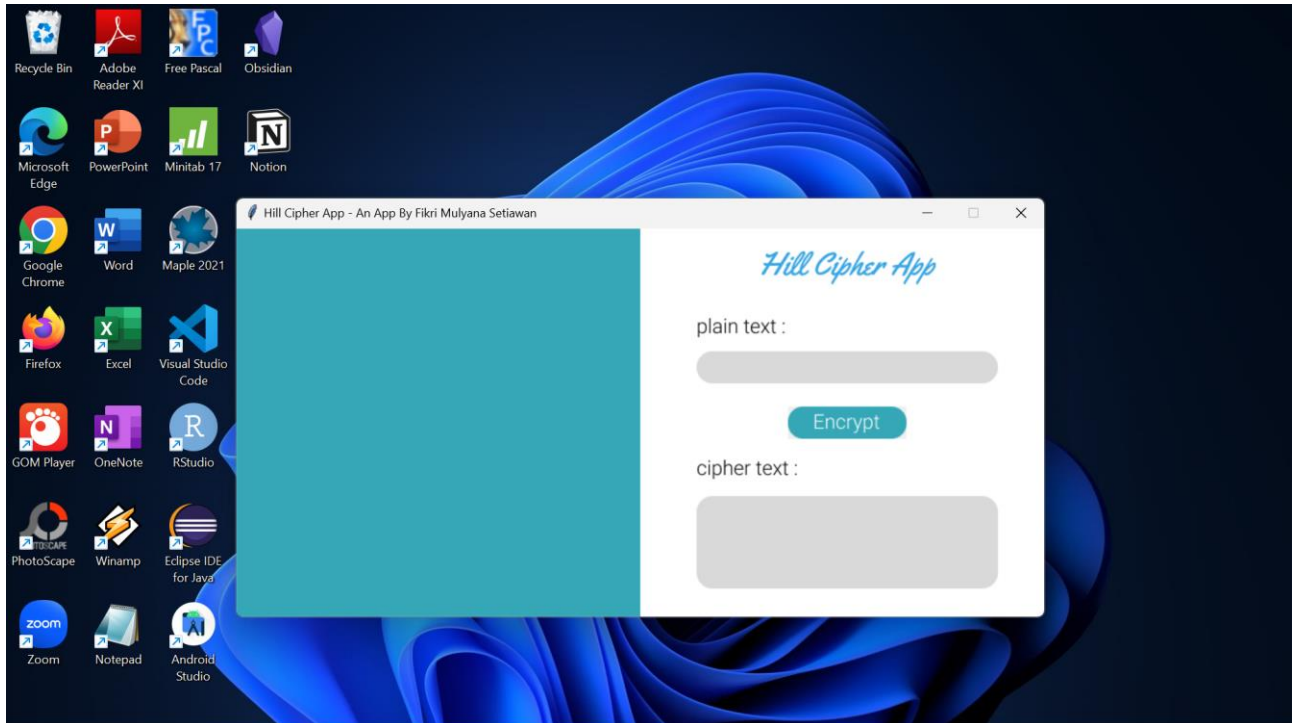 Recycle Bin
Adobe
Reader XI
Free Pascal
Obsidian
Microsoft
Edge
PowerPoint
Minitab 17
Notion
Google
Chrome
Word
Maple 2021
Firefox
Excel
Visual Studio
Code
GOM Player
OneNote
RStudio
PhotoScape
Winamp
Eclipse IDE
for Java
Zoom
Notepad
Android
Studio
FPC
P
N
W
X
N
R
zoom
Hill Cipher App - An App By Fikri Mulyana Setiawan
Hill Cipher App
plain text :
Encrypt
cipher text :